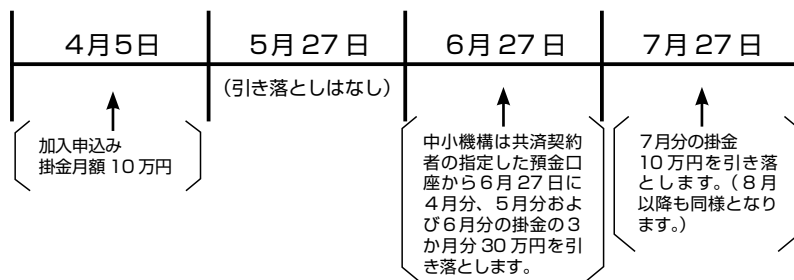 4月5日
5月27日
6月27日
7月27日
（引き落としはなし）
加入申込み
掛金月額10万円
中小機構は共済契約
者の指定した預金口
座から6月27日に
4月分、5月分およ
び6月分の掛金の3
か月分30万円を引
き落とします。
7月分の掛金
10万円を引き落
とします。（8月
以降も同様となり
ます。）